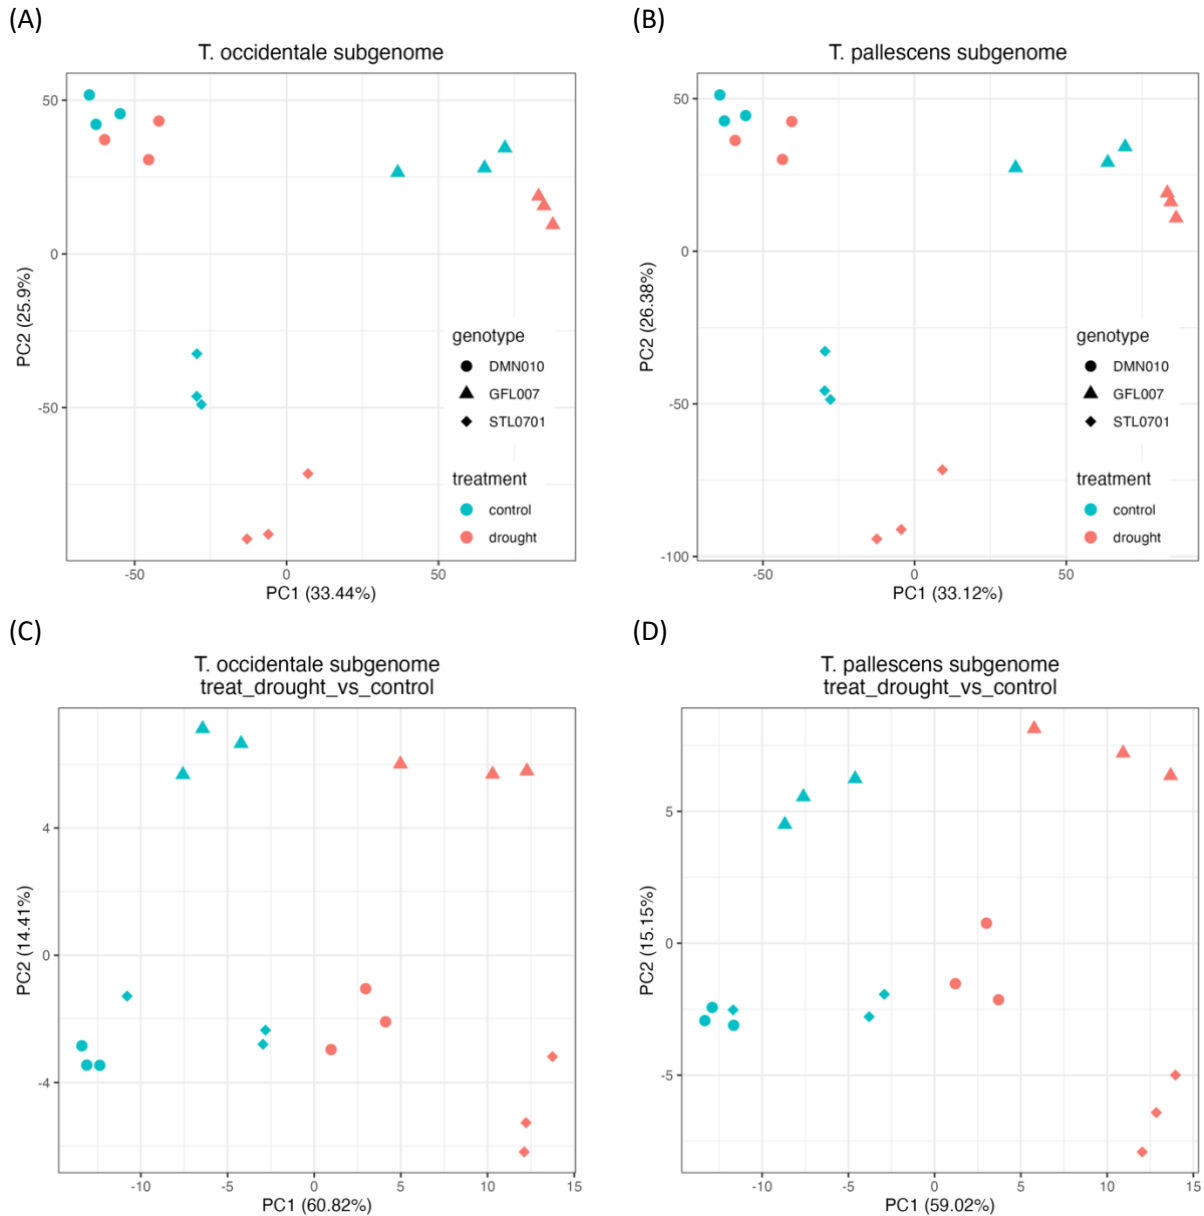 (A)
T. occidentale subgenome
50
0
-50
PC2 (25.9%)
genotype
DMN010
GFL007
STL0701
treatment
control
drought
-50
0
50
PC1 (33.44%)
(B)
T. pallescens subgenome
50
0
-50
-100
PC2 (26.38%)
genotype
DMN010
GFL007
STL0701
treatment
control
drought
-50
0
50
PC1 (33.12%)
(C)
T. occidentale subgenome
treat_drought_vs_control
4
0
-4
PC2 (14.41%)
-10
-5
0
5
10
15
PC1 (60.82%)
(D)
T. pallescens subgenome
treat_drought_vs_control
5
0
-5
PC2 (15.15%)
-10
-5
0
5
10
15
PC1 (59.02%)